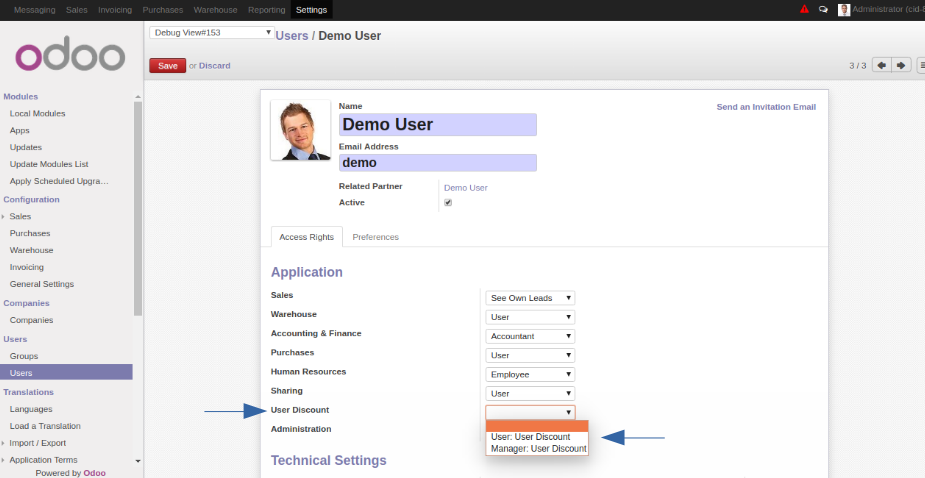 Messaging Sales Invoicing Purchases Warehouse Reporting Settings Administrator (cid-
Debug View#153
Users / Demo User
Save or Discard
3 / 3
odoo
Modules
Local Modules
Apps
Updates
Update Modules List
Apply Scheduled Upgra…
Configuration
Sales
Purchases
Warehouse
Invoicing
General Settings
Companies
Companies
Users
Groups
Users
Translations
Languages
Load a Translation
Import / Export
Application Terms
Powered by Odoo
Name
Demo User
Send an Invitation Email
Email Address
demo
Related Partner Demo User
Active
Access Rights Preferences
Application
Sales See Own Leads
Warehouse User
Accounting & Finance Accountant
Purchases User
Human Resources Employee
Sharing User
User Discount
Administration
User: User Discount
Manager: User Discount
Technical Settings